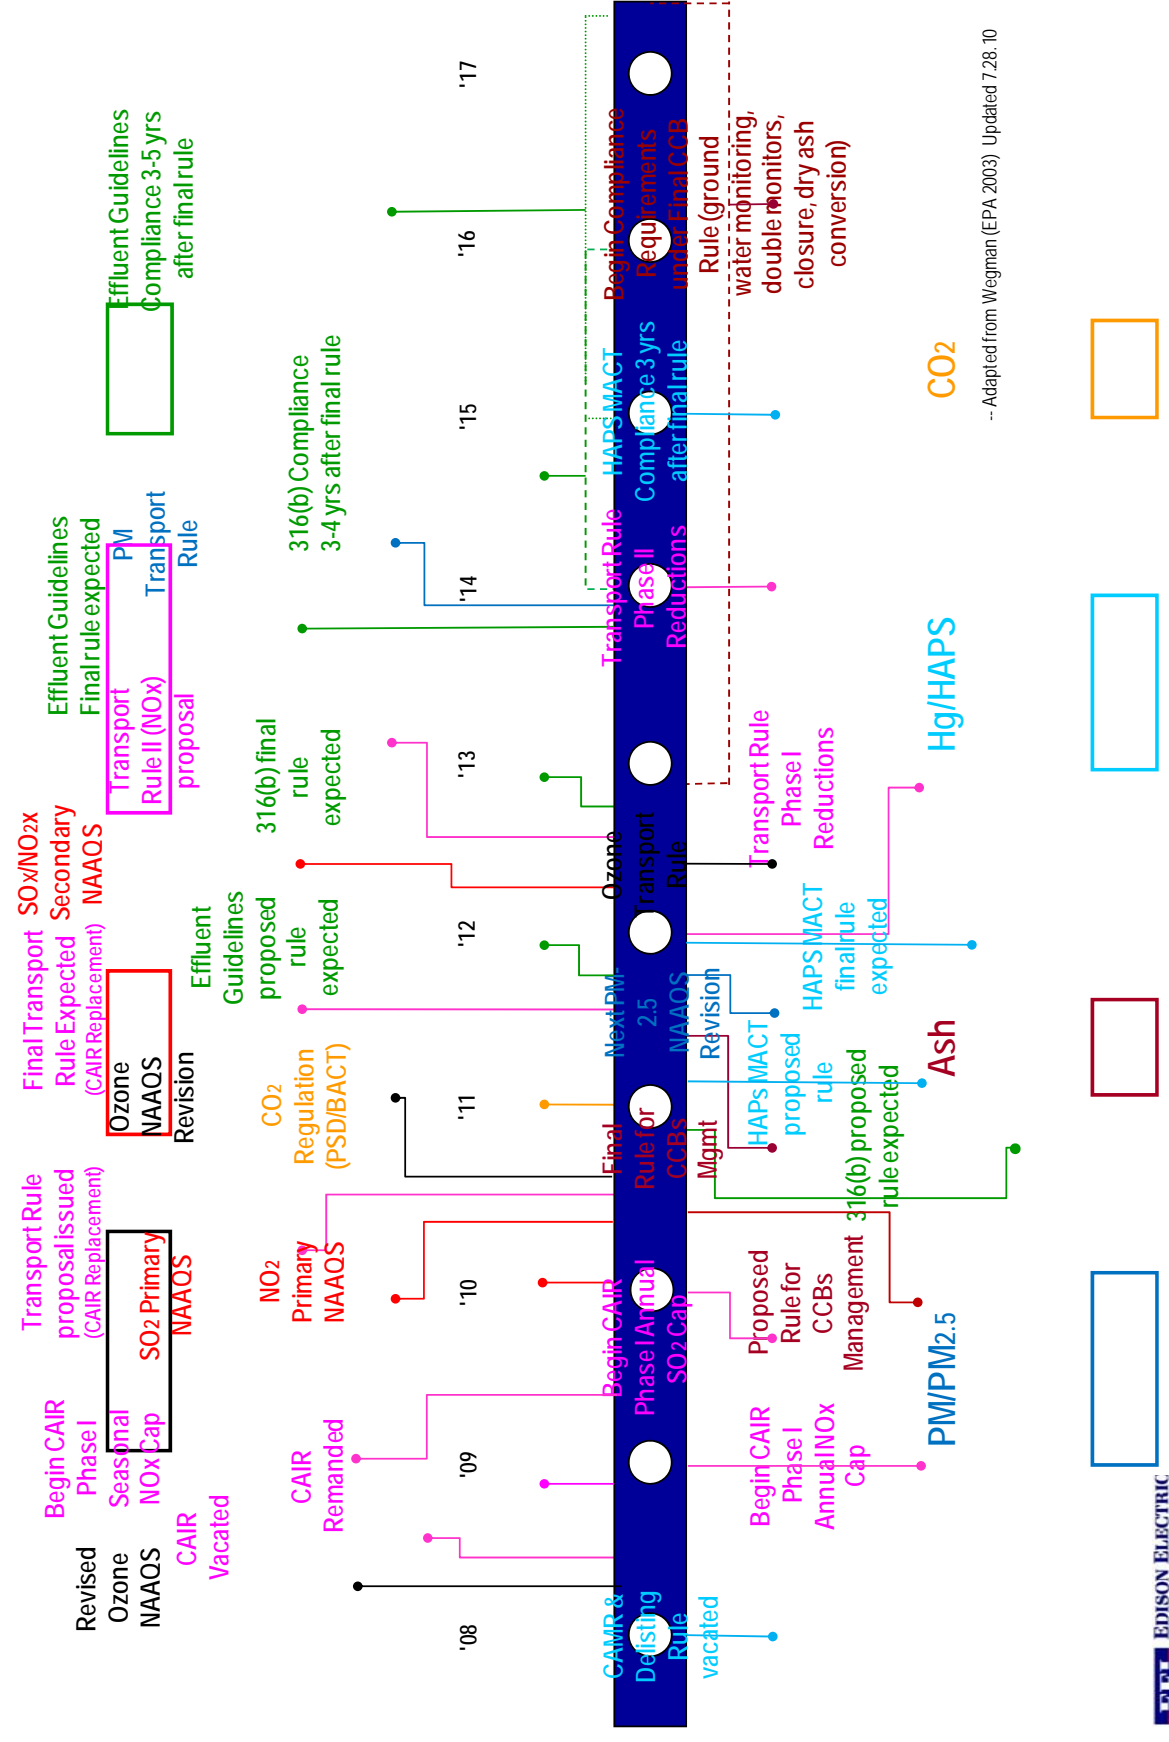 Revised
Ozone
NAAQS
CAIR
Vacated
Begin CAIR
Phase I
Seasonal
NOx Cap
CAIR
Remanded
Transport Rule
proposal issued
(CAIR Replacement)
SO2 Primary
NAAQS
NO2
Primary
NAAQS
Final Transport
Rule Expected
(CAIR Replacement)
Ozone
NAAQS
Revision
CO2
Regulation
(PSD/BACT)
SOx/NO2x
Secondary
NAAQS
Effluent
Guidelines
proposed
rule
expected
Transport
Rule II (NOx)
proposal
316(b) final
rule
expected
Effluent Guidelines
Final rule expected
PM
Transport
Rule
316(b) Compliance
3-4 yrs after final rule
Effluent Guidelines
Compliance 3-5 yrs
after final rule
'08
'09
'10
'11
'12
'13
'14
'15
'16
'17
CAMR &
Delisting
Rule
vacated
Begin CAIR
Phase I Annual
SO2 Cap
Begin CAIR
Phase I
Annual NOx
Cap
Proposed
Rule for
CCBs
Management
Final
Rule for
CCBs
Mgmt
316(b) proposed
rule expected
HAPs MACT
proposed
rule
Next PM-
2.5
NAAQS
Revision
HAPS MACT
final rule
expected
Ozone
Transport
Rule
Transport Rule
Phase I
Reductions
Transport Rule
Phase II
Reductions
HAPS MACT
Compliance 3 yrs
after final rule
Begin Compliance
Requirements
under Final CCB
Rule (ground
water monitoring,
double monitors,
closure, dry ash
conversion)
PM/PM2.5
Ash
Hg/HAPS
CO2
-- Adapted from Wegman (EPA 2003) Updated 7.28.10
EEI EDISON ELECTRIC